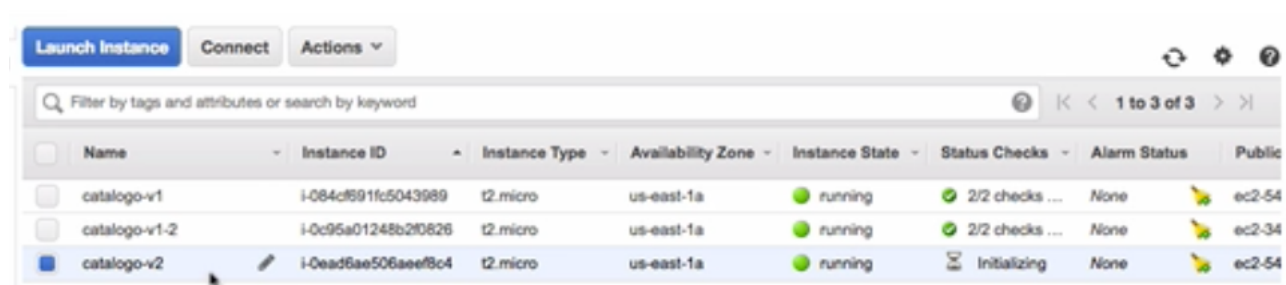 Launch Instance Connect Actions
Filter by tags and attributes or search by keyword 1 to 3 of 3
Name Instance ID Instance Type Availability Zone Instance State Status Checks Alarm Status Public
catalogo-v1 i-084cf691fc5043989 t2.micro us-east-1a running 2/2 checks ... None ec2-54
catalogo-v1-2 i-0c95a01248b2f0826 t2.micro us-east-1a running 2/2 checks ... None ec2-34
catalogo-v2 i-0ead6ae506aeef8c4 t2.micro us-east-1a running Initializing None ec2-54